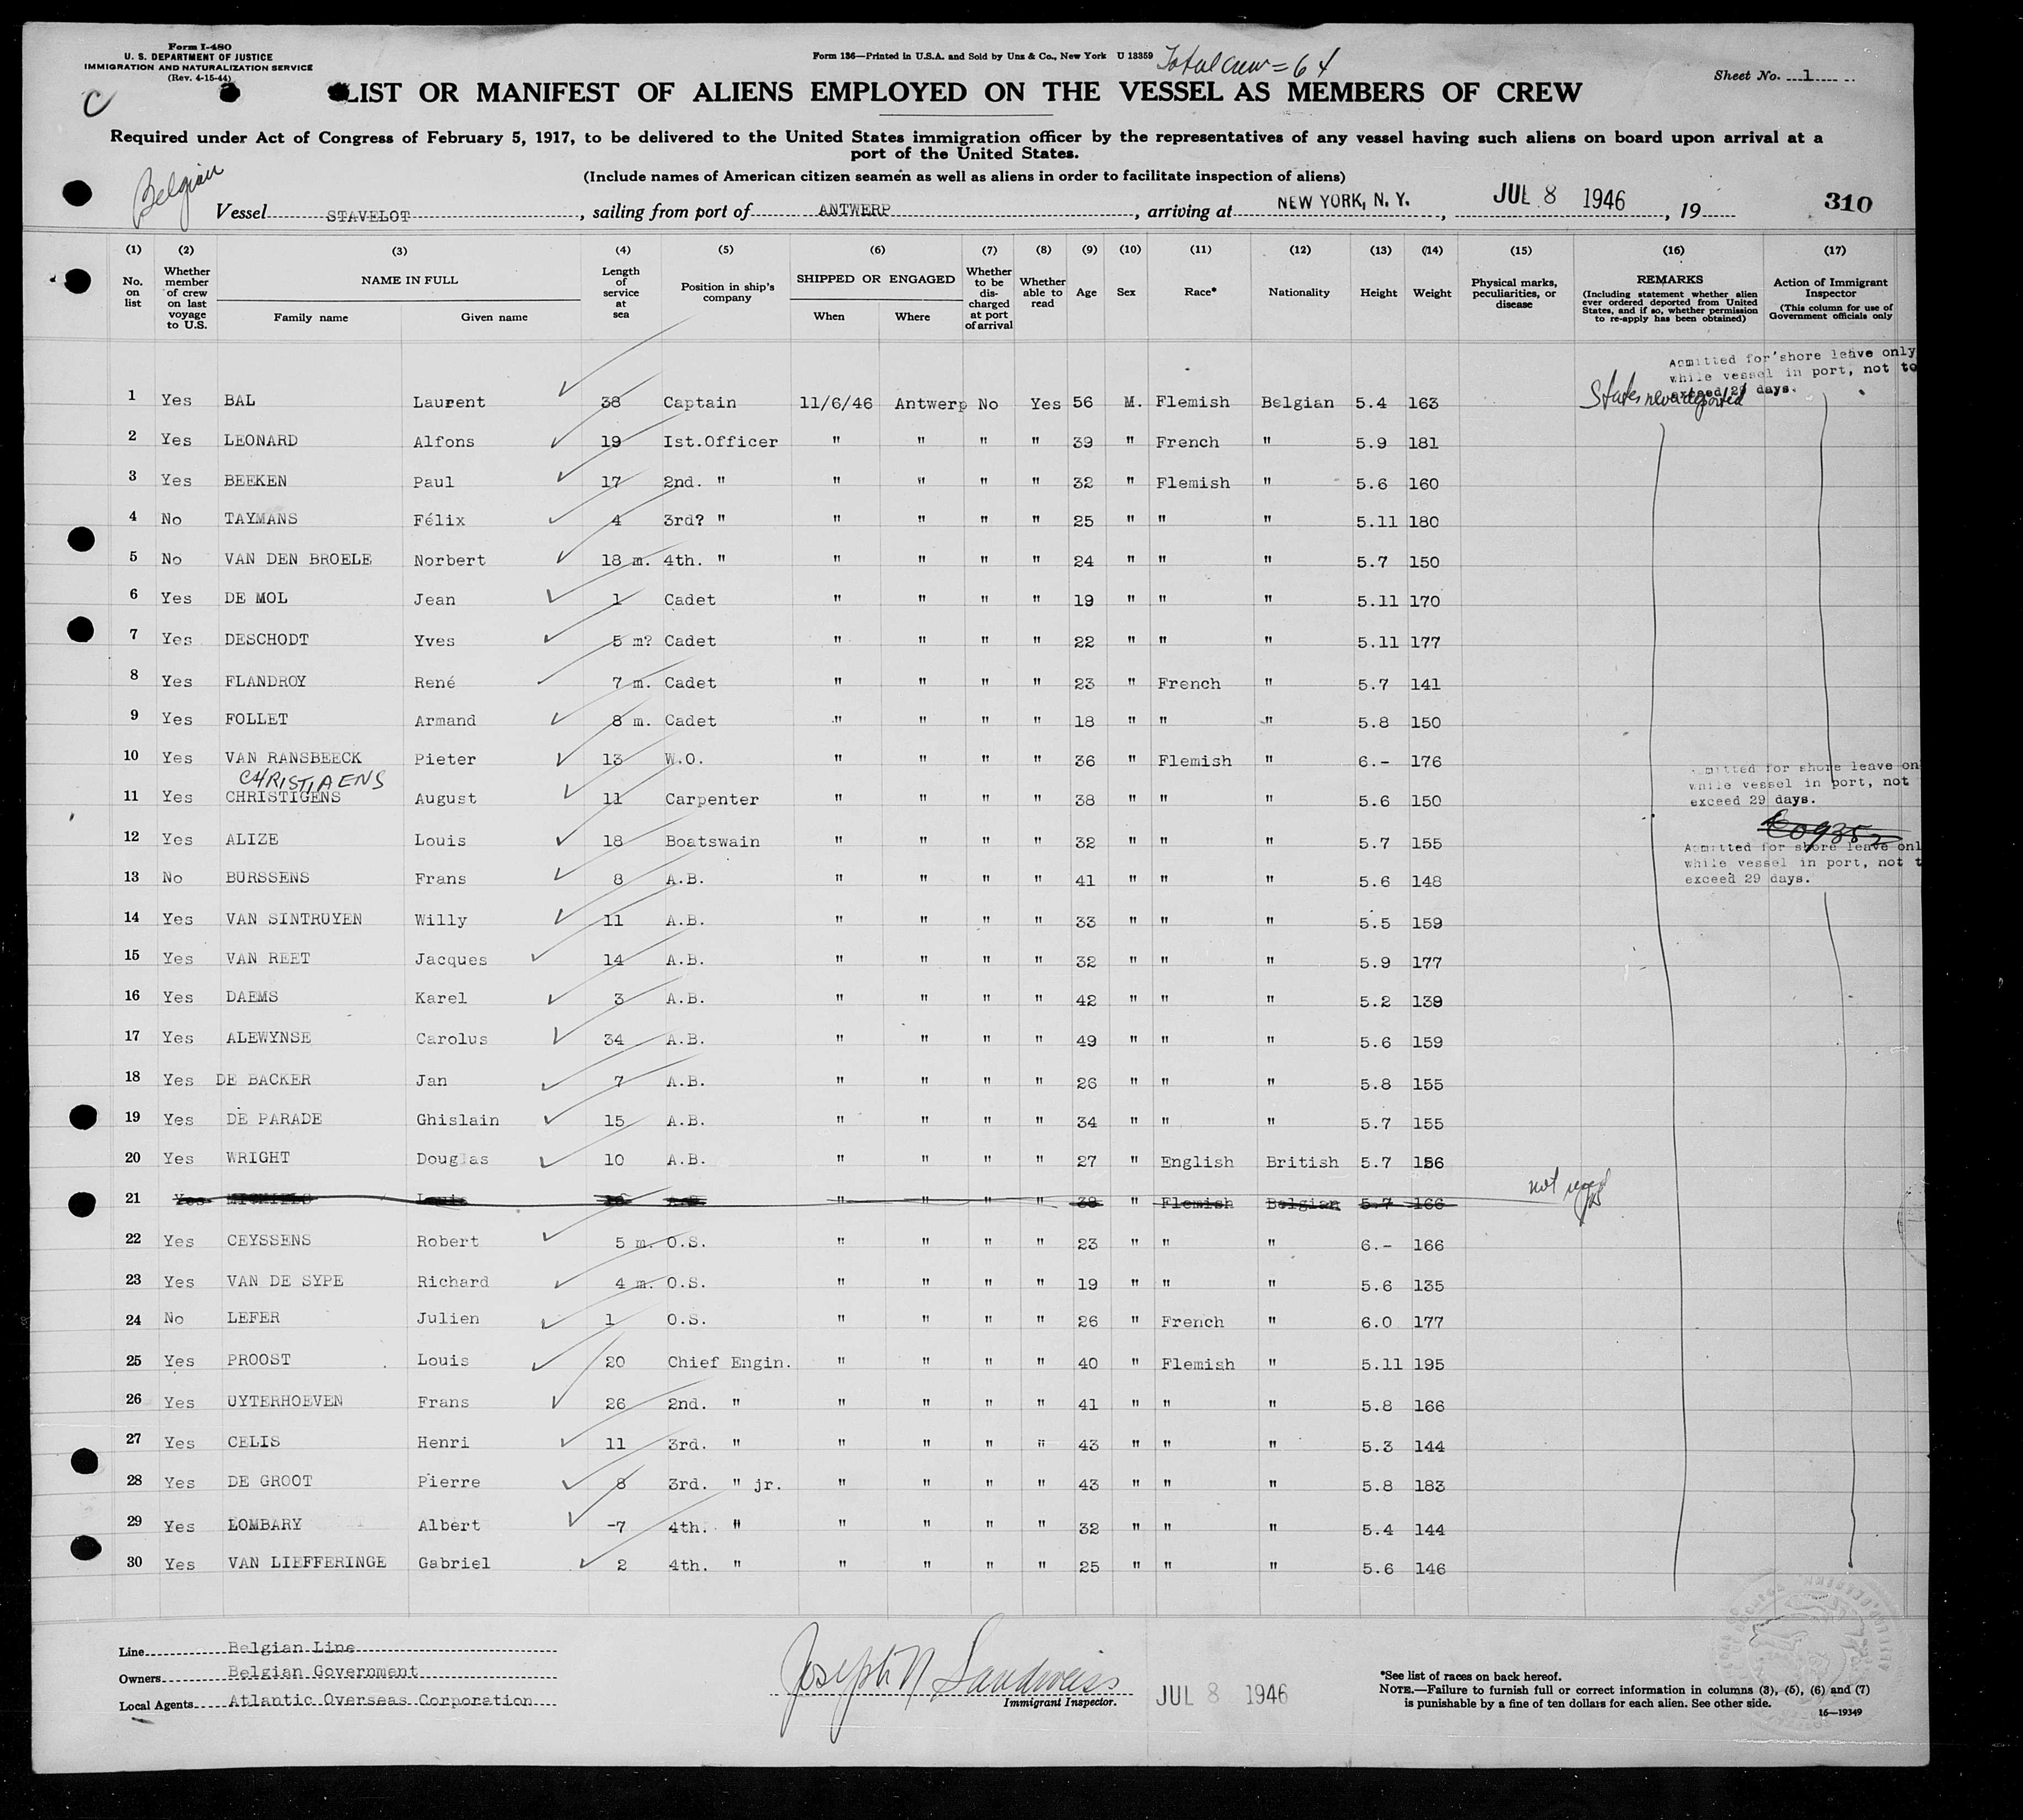 Form I-480
U. S. DEPARTMENT OF JUSTICE
IMMIGRATION AND NATURALIZATION SERVICE
(Rev. 4-15-44)
Form 136—Printed in U.S.A. and Sold by Unz & Co., New York U 13359
Total crew = 64
Sheet No. 1
C
LIST OR MANIFEST OF ALIENS EMPLOYED ON THE VESSEL AS MEMBERS OF CREW
Required under Act of Congress of February 5, 1917, to be delivered to the United States immigration officer by the representatives of any vessel having such aliens on board upon arrival at a
port of the United States.
(Include names of American citizen seamen as well as aliens in order to facilitate inspection of aliens)
Belgian
Vessel STAVELOT, sailing from port of ANTWERP, arriving at NEW YORK, N. Y., JUL 8 1946, 19
310
(1) (2) (3) (4) (5) (6) (7) (8) (9) (10) (11) (12) (13) (14) (15) (16) (17)
No. on list
Whether member of crew on last voyage to U.S.
NAME IN FULL
Family name
Given name
Length of service at sea
Position in ship's company
SHIPPED OR ENGAGED
When
Where
Whether to be discharged at port of arrival
Whether able to read
Age
Sex
Race*
Nationality
Height
Weight
Physical marks, peculiarities, or disease
REMARKS
(Including statement whether alien ever ordered deported from United States, and if so, whether permission to re-apply has been obtained)
Action of Immigrant Inspector
(This column for use of Government officials only
Admitted for shore leave only
while vessel in port, not to
exceed 29 days.
States never deported
1 Yes BAL Laurent 38 Captain 11/6/46 Antwerp No Yes 56 M. Flemish Belgian 5.4 163
2 Yes LEONARD Alfons 19 Ist.Officer " " " " 39 " French " 5.9 181
3 Yes BEEKEN Paul 17 2nd. " " " " " 32 " Flemish " 5.6 160
4 No TAYMANS Félix 4 3rd? " " " " " 25 " " " 5.11 180
5 No VAN DEN BROELE Norbert 18 m. 4th. " " " " " 24 " " " 5.7 150
6 Yes DE MOL Jean 1 Cadet " " " " 19 " " " 5.11 170
7 Yes DESCHODT Yves 5 m? Cadet " " " " 22 " " " 5.11 177
8 Yes FLANDROY René 7 m. Cadet " " " " 23 " French " 5.7 141
9 Yes FOLLET Armand 8 m. Cadet " " " " 18 " " " 5.8 150
10 Yes VAN RANSBEECK Pieter 13 W.O. " " " " 36 " Flemish " 6.- 176
CHRISTIAENS
11 Yes CHRISTIGENS August 11 Carpenter " " " " 38 " " " 5.6 150
mitted for shore leave on
while vessel in port, not
exceed 29 days.
12 Yes ALIZE Louis 18 Boatswain " " " " 32 " " " 5.7 155
Admitted for shore leave onl
while vessel in port, not t
exceed 29 days.
13 No BURSSENS Frans 8 A.B. " " " " 41 " " " 5.6 148
14 Yes VAN SINTRUYEN Willy 11 A.B. " " " " 33 " " " 5.5 159
15 Yes VAN REET Jacques 14 A.B. " " " " 32 " " " 5.9 177
16 Yes DAEMS Karel 3 A.B. " " " " 42 " " " 5.2 139
17 Yes ALEWYNSE Carolus 34 A.B. " " " " 49 " " " 5.6 159
18 Yes DE BACKER Jan 7 A.B. " " " " 26 " " " 5.8 155
19 Yes DE PARADE Ghislain 15 A.B. " " " " 34 " " " 5.7 155
20 Yes WRIGHT Douglas 10 A.B. " " " " 27 " English British 5.7 156
21 Yes MICHIELS Louis A.B. " " " " 38 " Flemish Belgian 5.7 166 not
22 Yes CEYSSENS Robert 5 m. O.S. " " " " 23 " " " 6.- 166
23 Yes VAN DE SYPE Richard 4 m. O.S. " " " " 19 " " " 5.6 135
24 No LEFER Julien 1 O.S. " " " " 26 " French " 6.0 177
25 Yes PROOST Louis 20 Chief Engin. " " " " 40 " Flemish " 5.11 195
26 Yes UYTERHOEVEN Frans 26 2nd. " " " " " 41 " " " 5.8 166
27 Yes CELIS Henri 11 3rd. " " " " " 43 " " " 5.3 144
28 Yes DE GROOT Pierre 8 3rd. " jr. " " " " 43 " " " 5.8 183
29 Yes LOMBARY Albert -7 4th. " " " " " 32 " " " 5.4 144
30 Yes VAN LIEFFERINGE Gabriel 2 4th. " " " " " 25 " " " 5.6 146
Line Belgian Line
Owners Belgian Government
Local Agents Atlantic Overseas Corporation
Joseph N Sandweiss
Immigrant Inspector.
JUL 8 1946
*See list of races on back hereof.
NOTE.—Failure to furnish full or correct information in columns (3), (5), (6) and (7)
is punishable by a fine of ten dollars for each alien. See other side.
16—19349